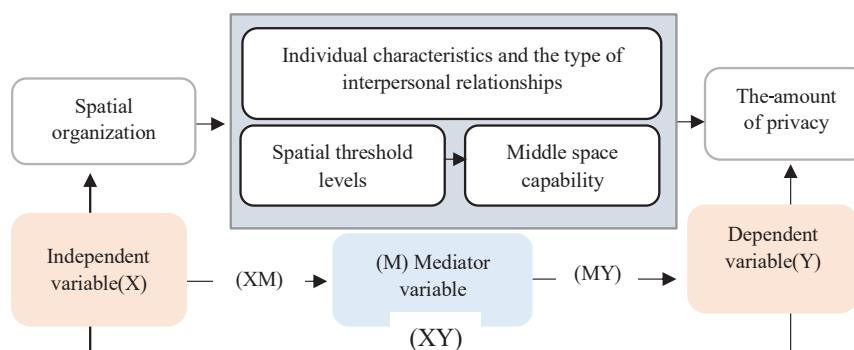 Individual characteristics and the type of
interpersonal relationships
Spatial
organization
The-amount
of privacy
Spatial threshold
levels
Middle space
capability
Independent
variable(X)
(XM)
(M) Mediator
variable
(MY)
Dependent
variable(Y)
(XY)